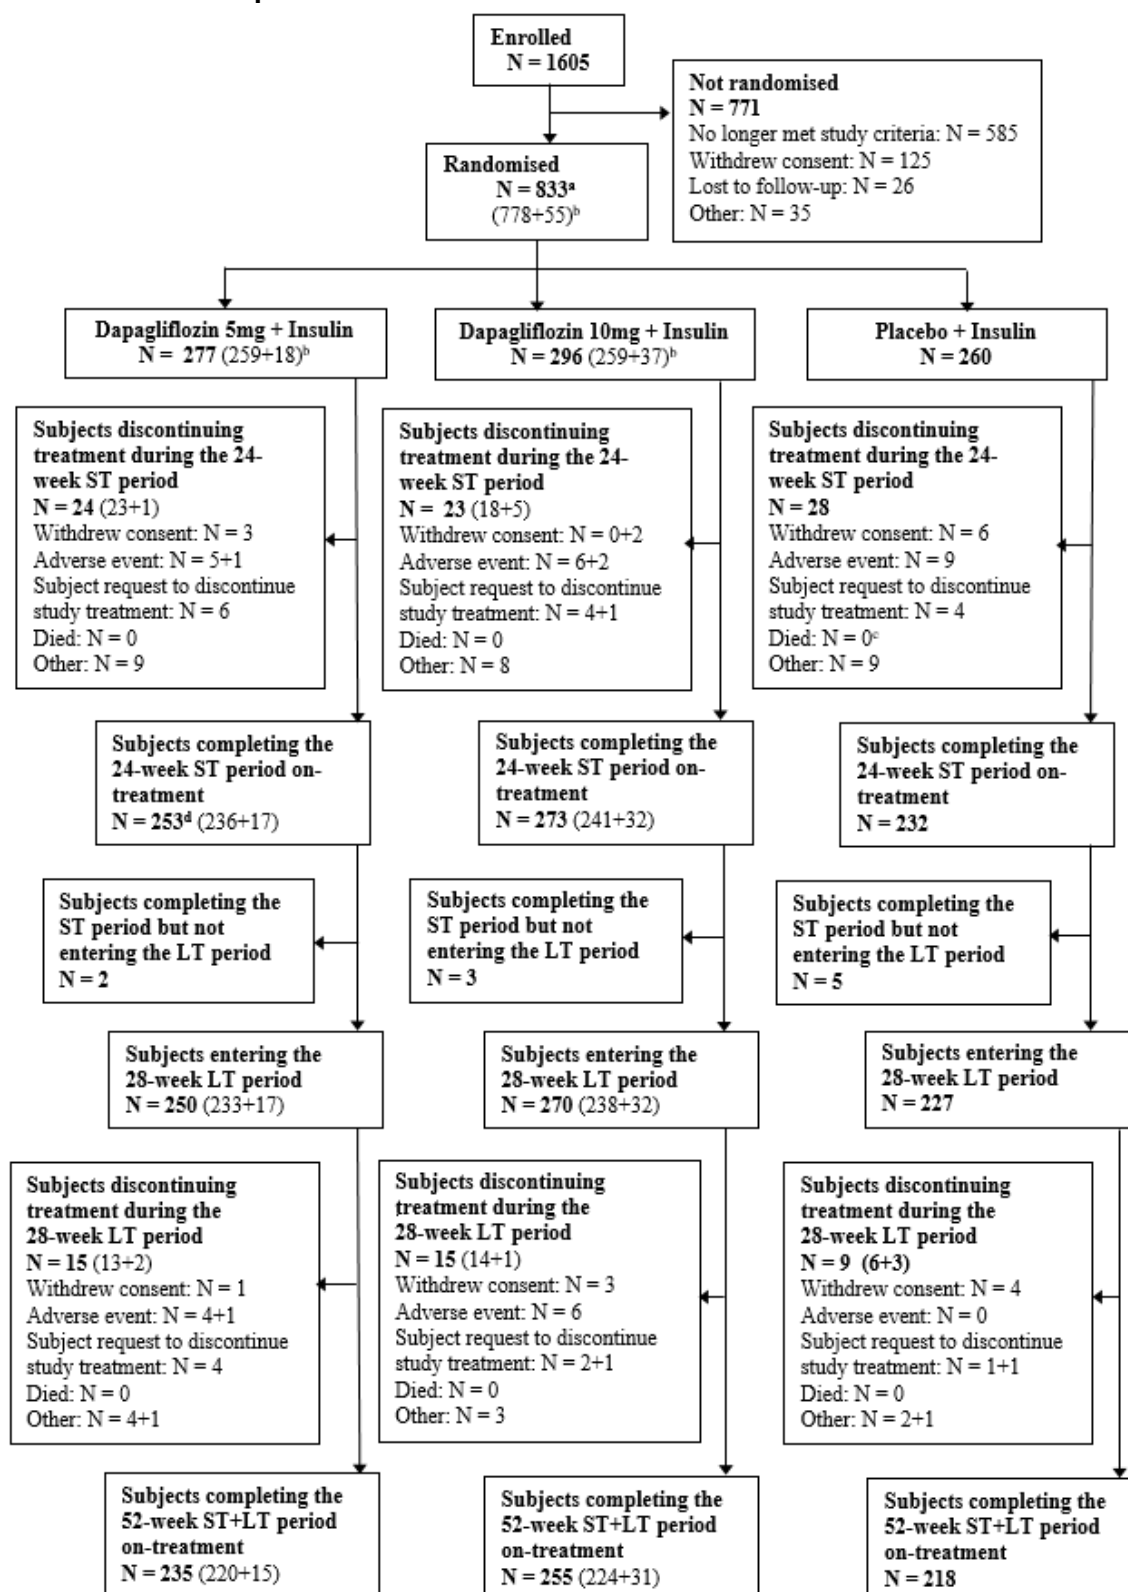 Enrolled
N = 1605
Not randomised
N = 771
No longer met study criteria: N = 585
Withdrew consent: N = 125
Lost to follow-up: N = 26
Other: N = 35
Randomised
N = 833ᵃ
(778+55)ᵇ
Dapagliflozin 5mg + Insulin
N = 277 (259+18)ᵇ
Dapagliflozin 10mg + Insulin
N = 296 (259+37)ᵇ
Placebo + Insulin
N = 260
Subjects discontinuing
treatment during the 24-
week ST period
N = 24 (23+1)
Withdrew consent: N = 3
Adverse event: N = 5+1
Subject request to discontinue
study treatment: N = 6
Died: N = 0
Other: N = 9
Subjects discontinuing
treatment during the 24-
week ST period
N = 23 (18+5)
Withdrew consent: N = 0+2
Adverse event: N = 6+2
Subject request to discontinue
study treatment: N = 4+1
Died: N = 0
Other: N = 8
Subjects discontinuing
treatment during the 24-
week ST period
N = 28
Withdrew consent: N = 6
Adverse event: N = 9
Subject request to discontinue
study treatment: N = 4
Died: N = 0ᶜ
Other: N = 9
Subjects completing the
24-week ST period on-
treatment
N = 253ᵈ (236+17)
Subjects completing the
24-week ST period on-
treatment
N = 273 (241+32)
Subjects completing the
24-week ST period on-
treatment
N = 232
Subjects completing the
ST period but not
entering the LT period
N = 2
Subjects completing the
ST period but not
entering the LT period
N = 3
Subjects completing the
ST period but not
entering the LT period
N = 5
Subjects entering the
28-week LT period
N = 250 (233+17)
Subjects entering the
28-week LT period
N = 270 (238+32)
Subjects entering the
28-week LT period
N = 227
Subjects discontinuing
treatment during the
28-week LT period
N = 15 (13+2)
Withdrew consent: N = 1
Adverse event: N = 4+1
Subject request to discontinue
study treatment: N = 4
Died: N = 0
Other: N = 4+1
Subjects discontinuing
treatment during the
28-week LT period
N = 15 (14+1)
Withdrew consent: N = 3
Adverse event: N = 6
Subject request to discontinue
study treatment: N = 2+1
Died: N = 0
Other: N = 3
Subjects discontinuing
treatment during the
28-week LT period
N = 9 (6+3)
Withdrew consent: N = 4
Adverse event: N = 0
Subject request to discontinue
study treatment: N = 1+1
Died: N = 0
Other: N = 2+1
Subjects completing the
52-week ST+LT period
on-treatment
N = 235 (220+15)
Subjects completing the
52-week ST+LT period
on-treatment
N = 255 (224+31)
Subjects completing the
52-week ST+LT period
on-treatment
N = 218